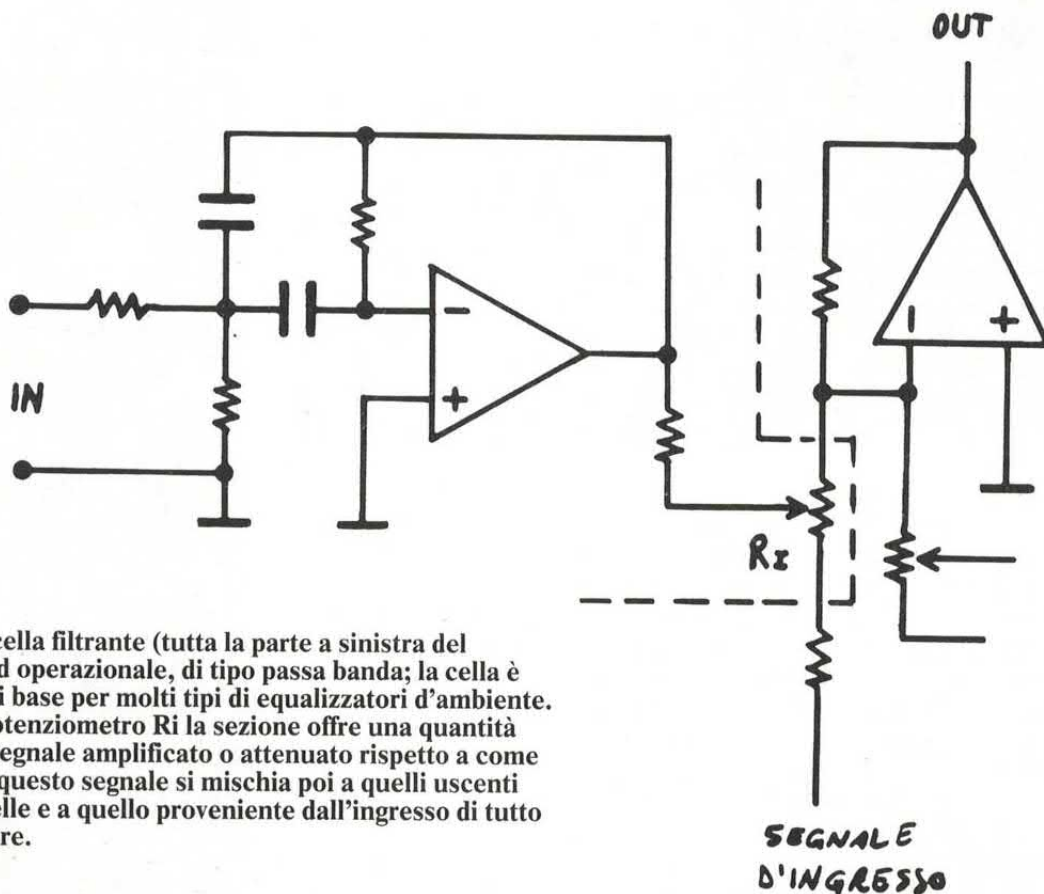 OUT
IN
−
+
−
+
RI
cella filtrante (tutta la parte a sinistra del
d operazionale, di tipo passa banda; la cella è
i base per molti tipi di equalizzatori d'ambiente.
otenziometro Ri la sezione offre una quantità
egnale amplificato o attenuato rispetto a come
questo segnale si mischia poi a quelli uscenti
elle e a quello proveniente dall'ingresso di tutto
re.
SEGNALE
D'INGRESSO